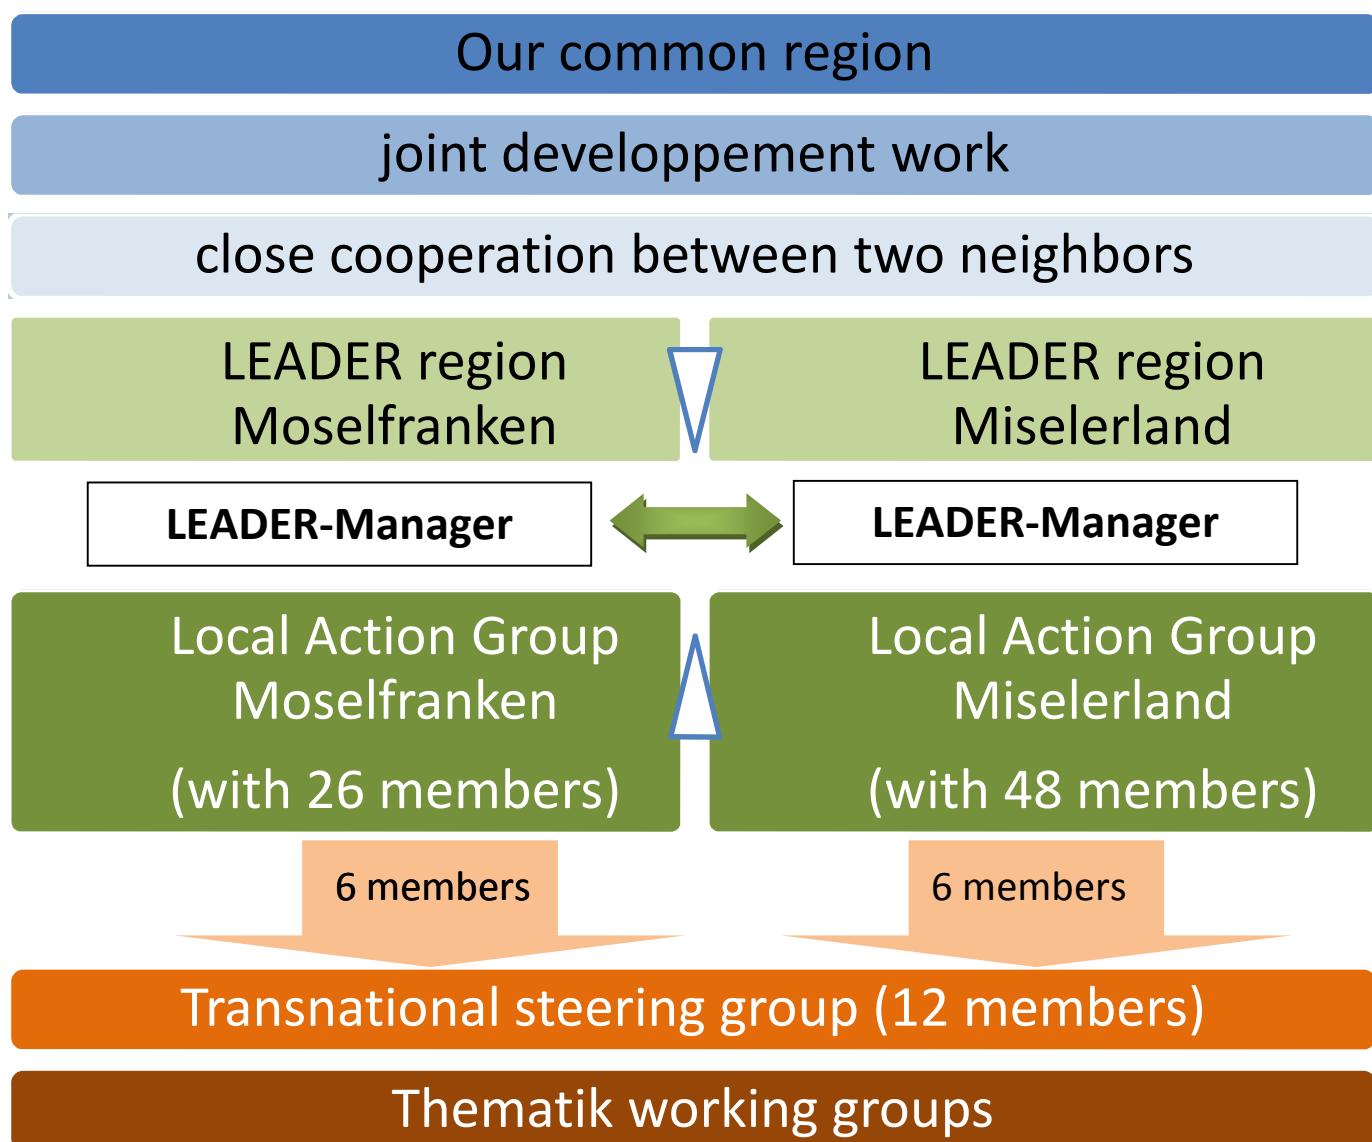 Our common region
joint developpement work
close cooperation between two neighbors
LEADER region
Moselfranken
LEADER region
Miselerland
LEADER-Manager
LEADER-Manager
Local Action Group
Moselfranken
(with 26 members)
Local Action Group
Miselerland
(with 48 members)
6 members
6 members
Transnational steering group (12 members)
Thematik working groups